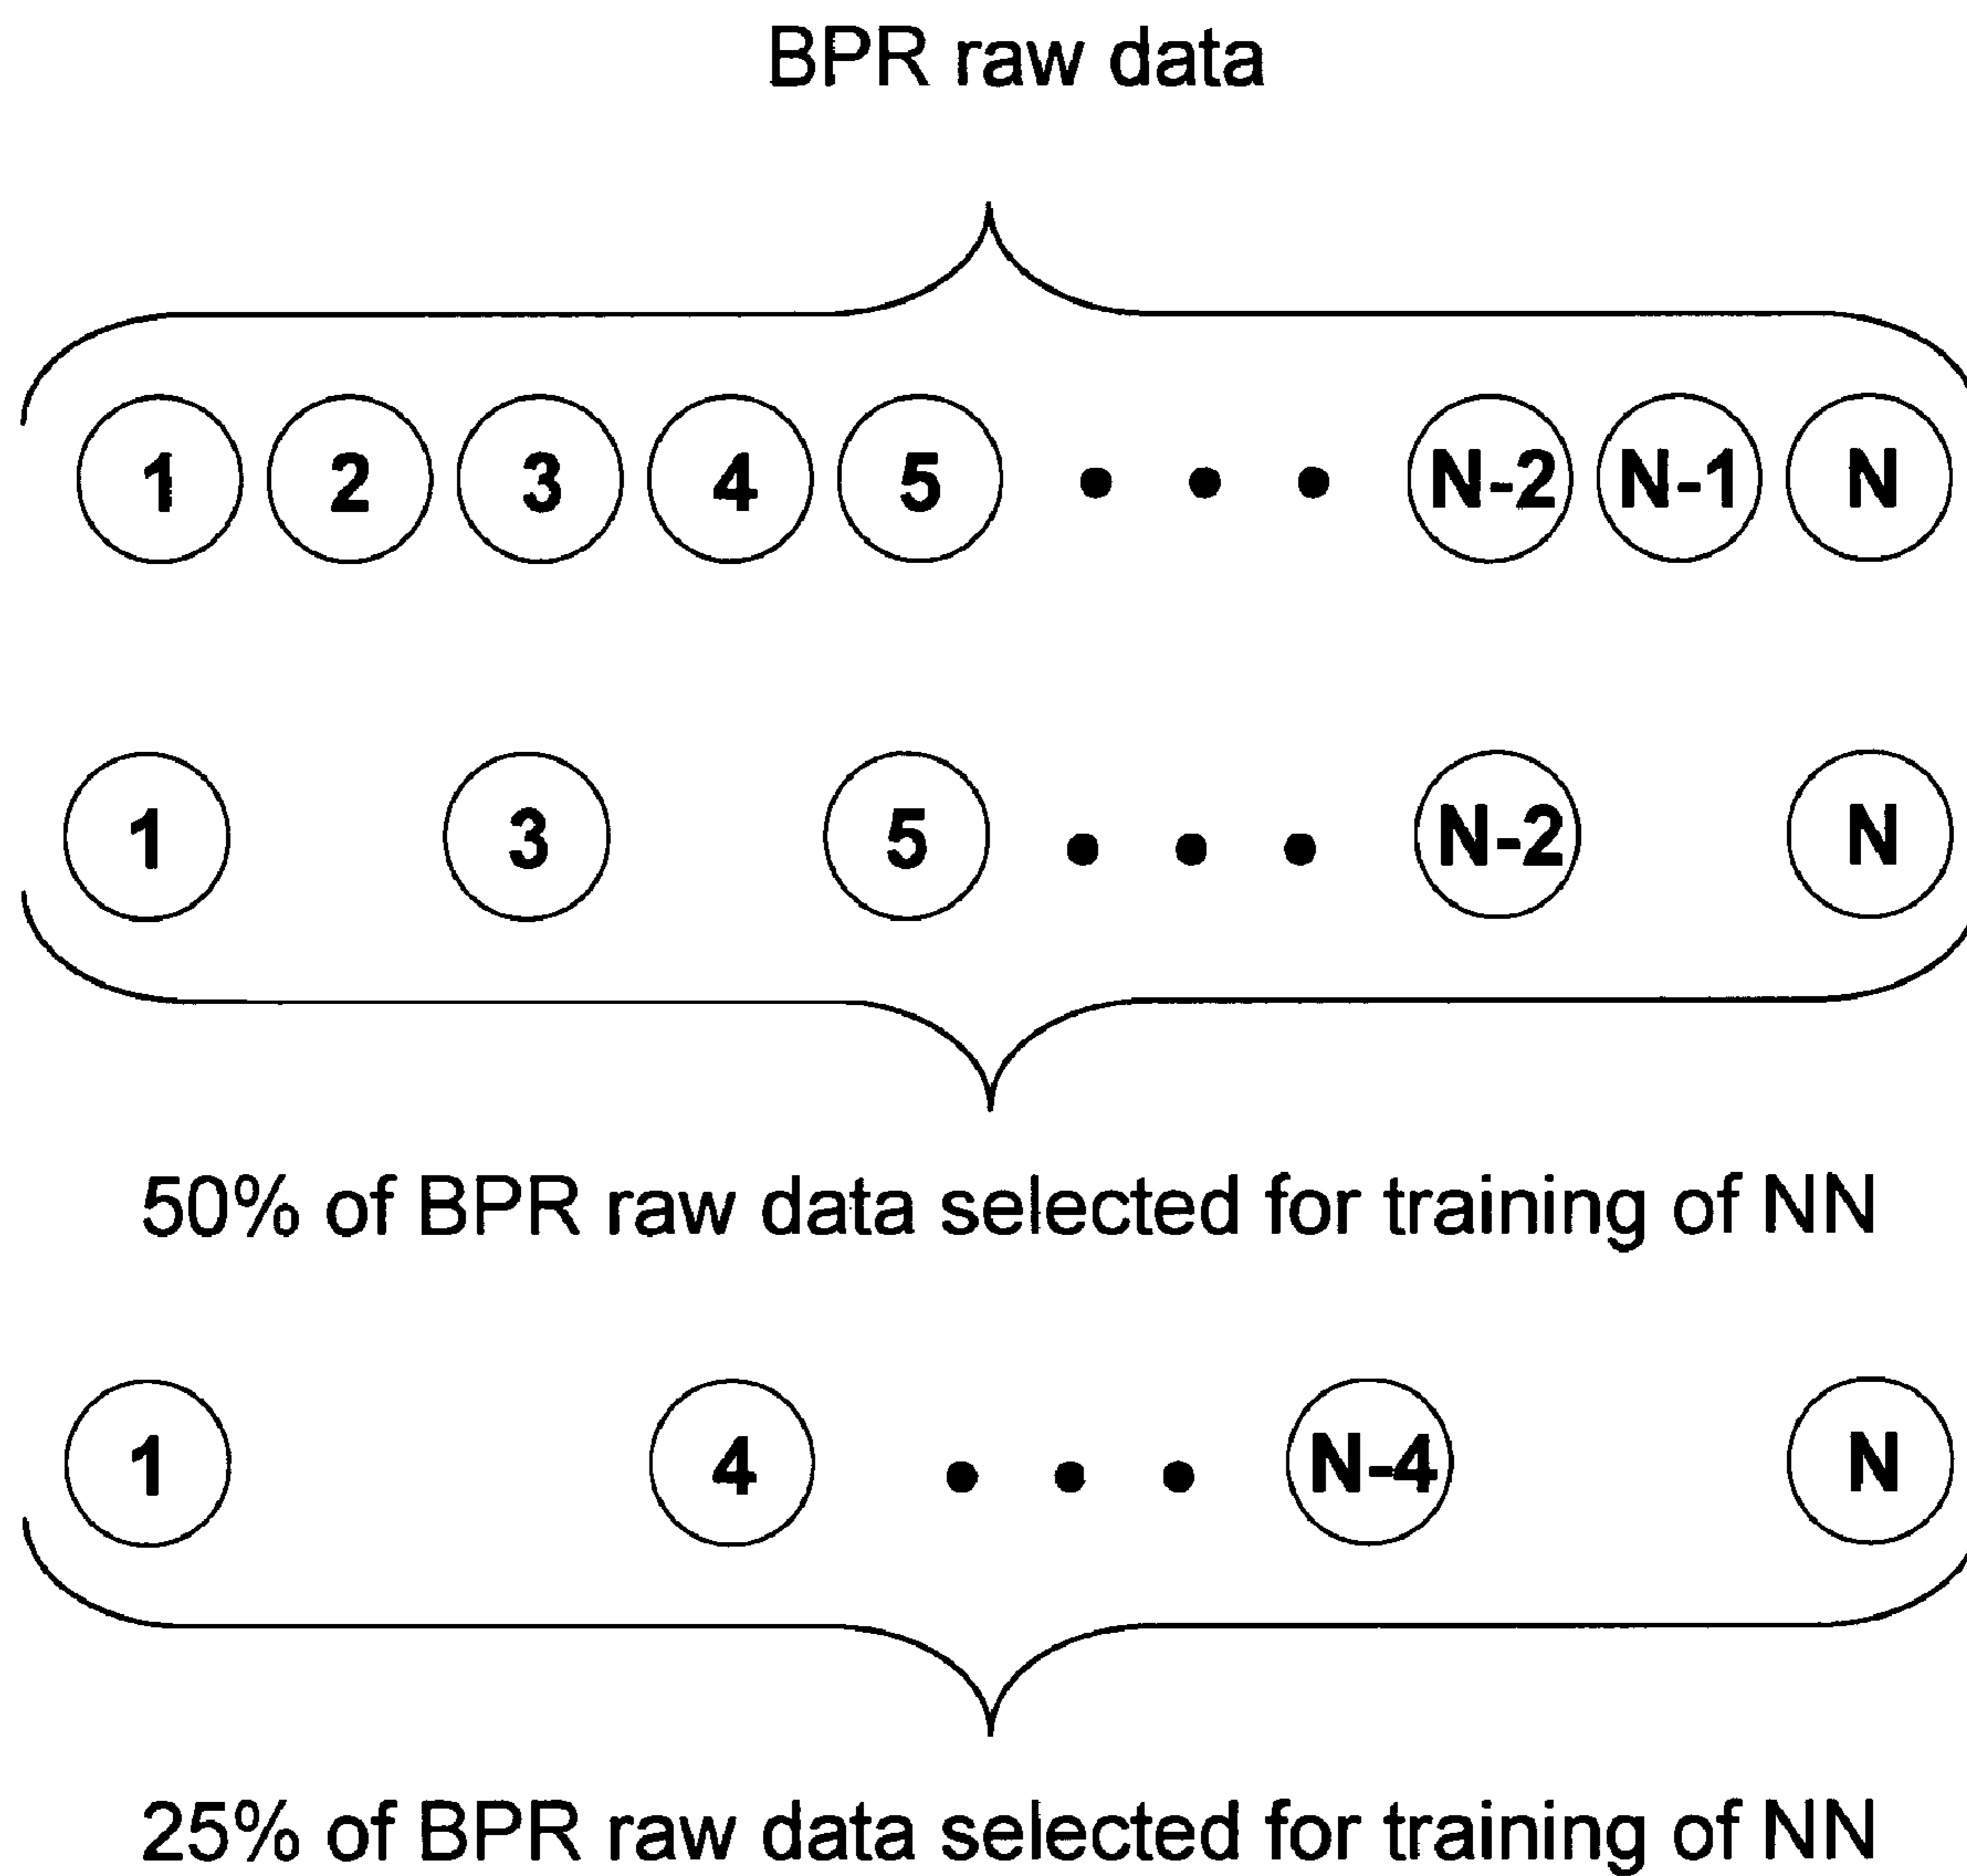 BPR raw data
1 2 3 4 5 • • • N-2 N-1 N
1 3 5 • • • N-2 N
50% of BPR raw data selected for training of NN
1 4 • • • N-4 N
25% of BPR raw data selected for training of NN